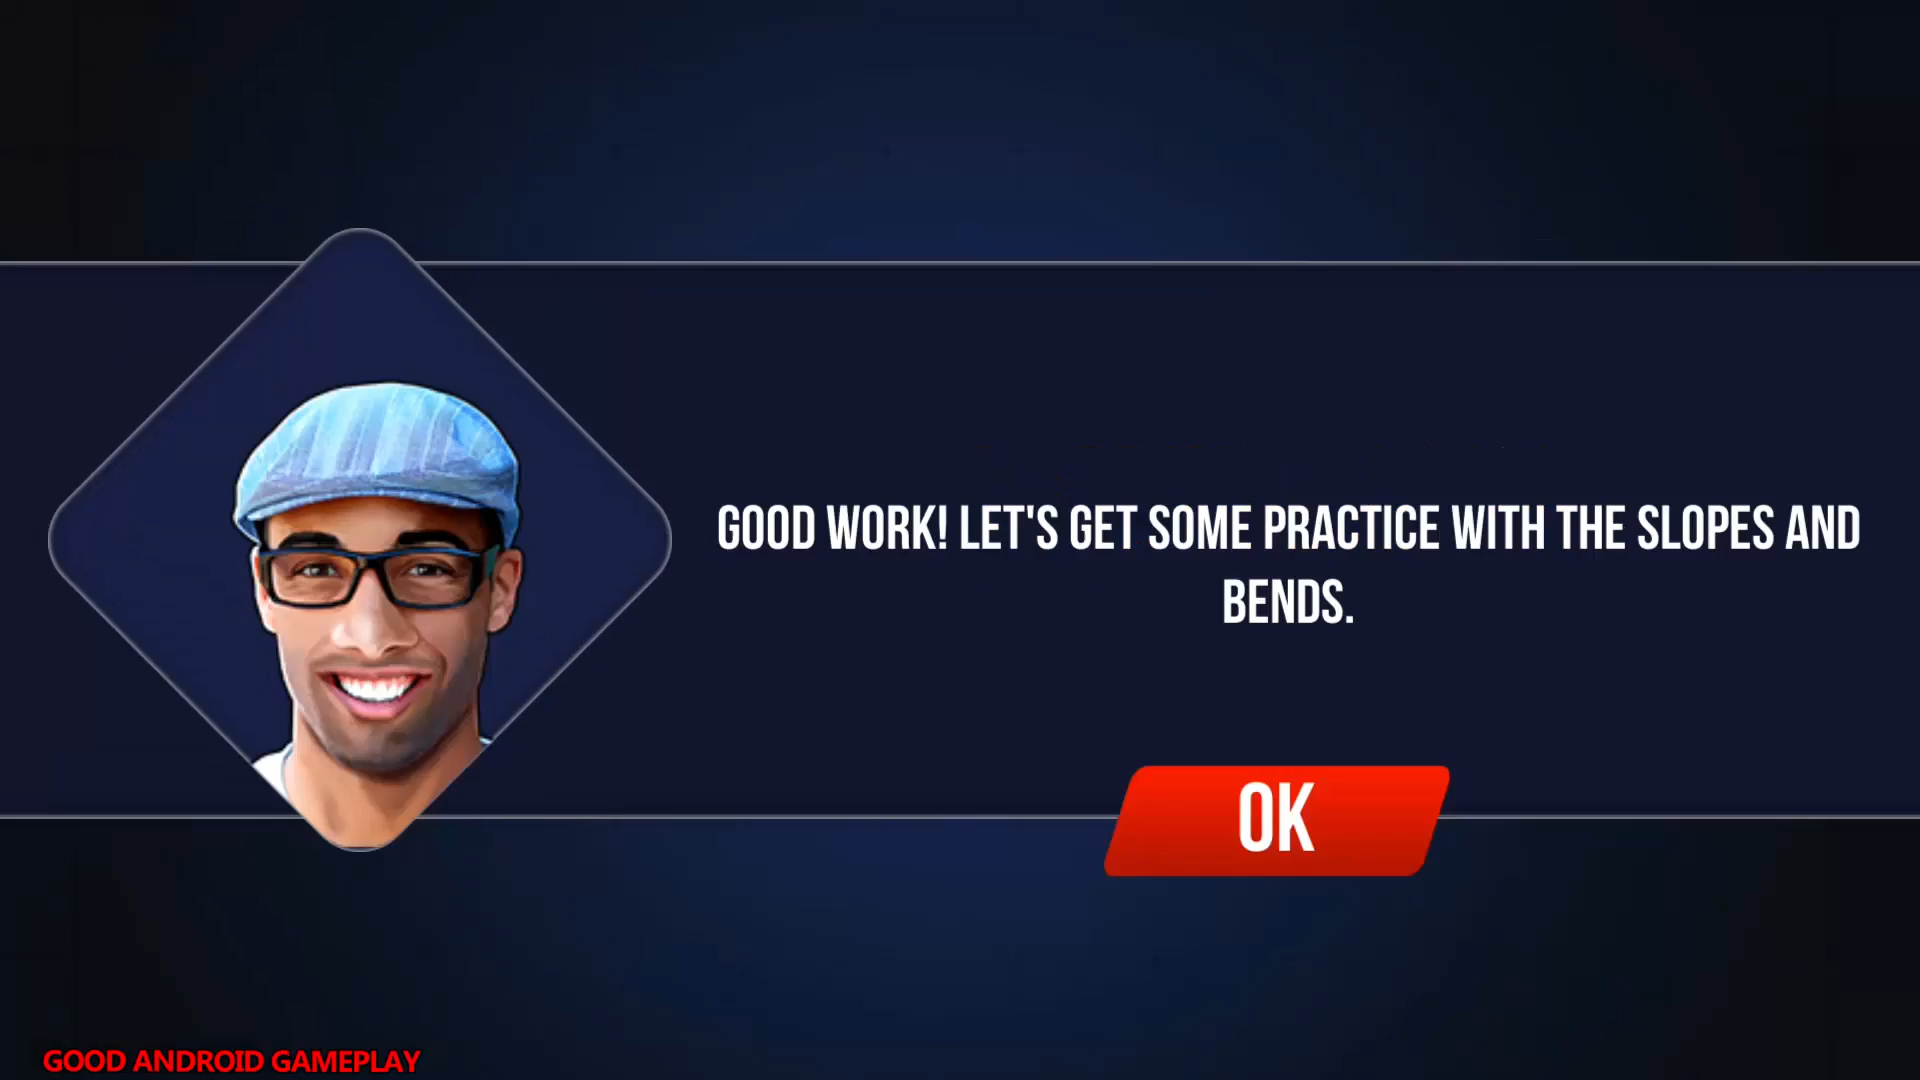 GOOD WORK! LET'S GET SOME PRACTICE WITH THE SLOPES AND
BENDS.
OK
GOOD ANDROID GAMEPLAY